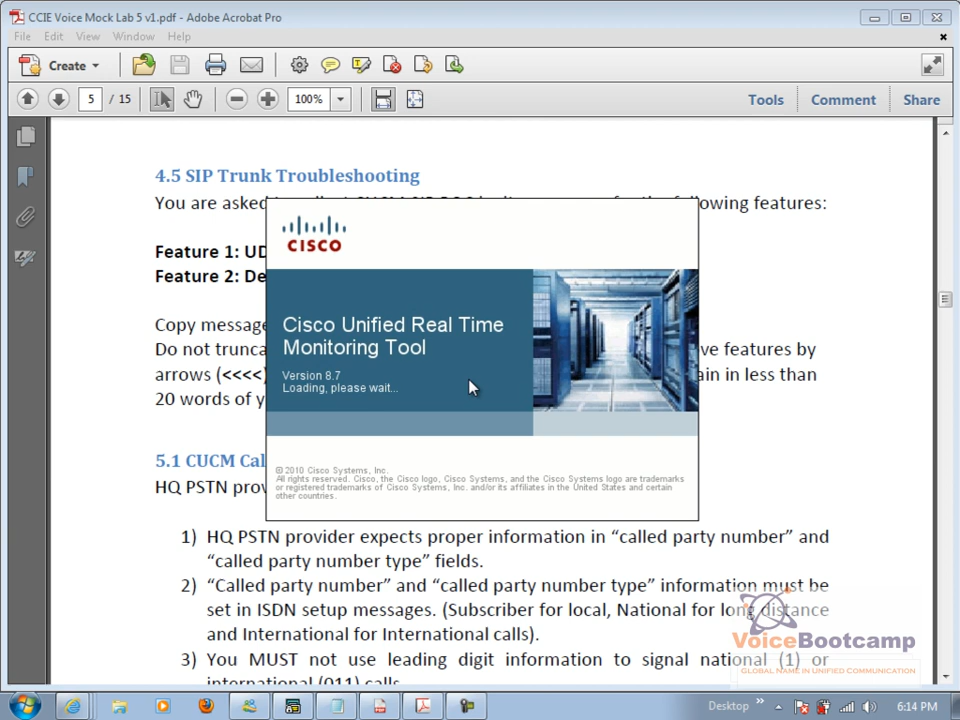 CCIE Voice Mock Lab 5 v1.pdf - Adobe Acrobat Pro
File Edit View Window Help
Create
5 / 15 100% Tools Comment Share
4.5 SIP Trunk Troubleshooting
You are asked following features:
Feature 1: UD
Feature 2: De
Copy message
Do not trunca ve features by
arrows (<<<< ain in less than
20 words of y
CISCO
Cisco Unified Real Time
Monitoring Tool
Version 8.7
Loading, please wait...
© 2010 Cisco Systems, Inc.
All rights reserved. Cisco, the Cisco logo, Cisco Systems, and the Cisco Systems logo are trademarks
or registered trademarks of Cisco Systems, Inc. and/or its affiliates in the United States and certain
other countries.
5.1 CUCM Cal
HQ PSTN prov
1) HQ PSTN provider expects proper information in “called party number” and
“called party number type” fields.
2) “Called party number” and “called party number type” information must be
set in ISDN setup messages. (Subscriber for local, National for long distance
and International for International calls).
3) You MUST not use leading digit information to signal national (1) or
international (011) calls
VoiceBootcamp
GLOBAL NAME IN UNIFIED COMMUNICATION
Desktop » 6:14 PM